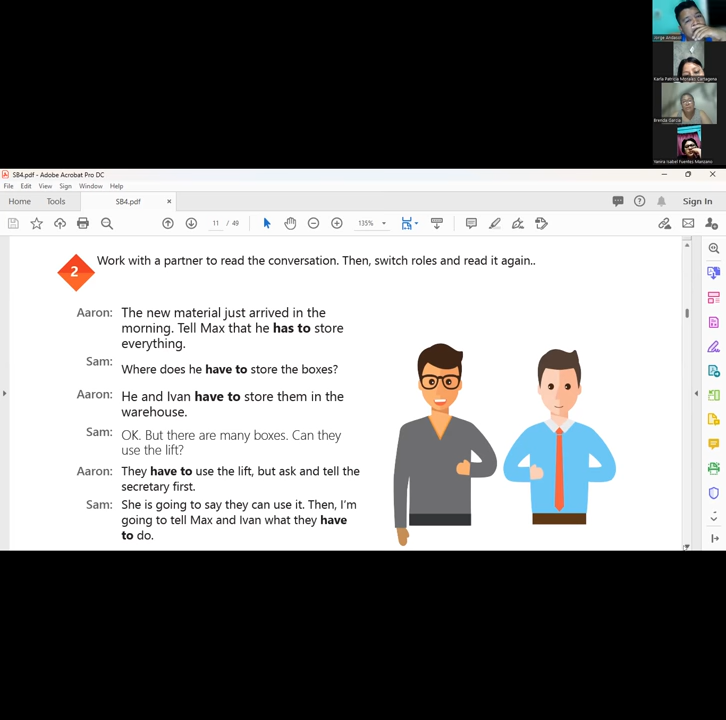 Jorge Andasol
Karla Patricia Morales Cartagena
Brenda Garcia
Yanira Isabel Fuentes Manzano
SB4.pdf - Adobe Acrobat Pro DC
File Edit View Sign Window Help
Home Tools SB4.pdf × Sign In
11 / 49 135%
2 Work with a partner to read the conversation. Then, switch roles and read it again..
Aaron: The new material just arrived in the
morning. Tell Max that he has to store
everything.
Sam: Where does he have to store the boxes?
Aaron: He and Ivan have to store them in the
warehouse.
Sam: OK. But there are many boxes. Can they
use the lift?
Aaron: They have to use the lift, but ask and tell the
secretary first.
Sam: She is going to say they can use it. Then, I'm
going to tell Max and Ivan what they have
to do.